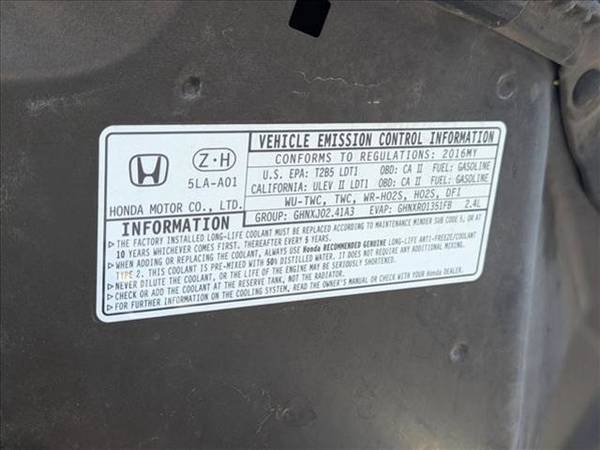 Z·H
5LA-A01
HONDA MOTOR CO., LTD.
VEHICLE EMISSION CONTROL INFORMATION
CONFORMS TO REGULATIONS: 2016MY
U.S. EPA: T2B5 LDT1 OBD: CA II FUEL: GASOLINE
CALIFORNIA: ULEV II LDT1 OBD: CA II FUEL: GASOLINE
WU-TWC, TWC, WR-HO2S, HO2S, DFI
GROUP: GHNXJ02.41A3 EVAP: GHNXR01351FB 2.4L
INFORMATION
▷THE FACTORY INSTALLED LONG-LIFE COOLANT MUST BE REPLACED ACCORDING TO MAINTENANCE MINDER SUB CODE 5, OR AT
10 YEARS WHICHEVER COMES FIRST. THEREAFTER EVERY 5 YEARS.
▷WHEN ADDING OR REPLACING THE COOLANT, ALWAYS USE Honda RECOMMENDED GENUINE LONG-LIFE ANTI-FREEZE/COOLANT
TYPE 2. THIS COOLANT IS PRE-MIXED WITH 50% DISTILLED WATER. IT DOES NOT REQUIRE ANY ADDITIONAL MIXING.
▷NEVER DILUTE THE COOLANT, OR THE LIFE OF THE ENGINE MAY BE SERIOUSLY SHORTENED.
▷CHECK OR ADD THE COOLANT AT THE RESERVE TANK, NOT THE RADIATOR.
▷FOR FURTHER INFORMATION ON THE COOLING SYSTEM, READ THE OWNER'S MANUAL OR CHECK WITH YOUR Honda DEALER.